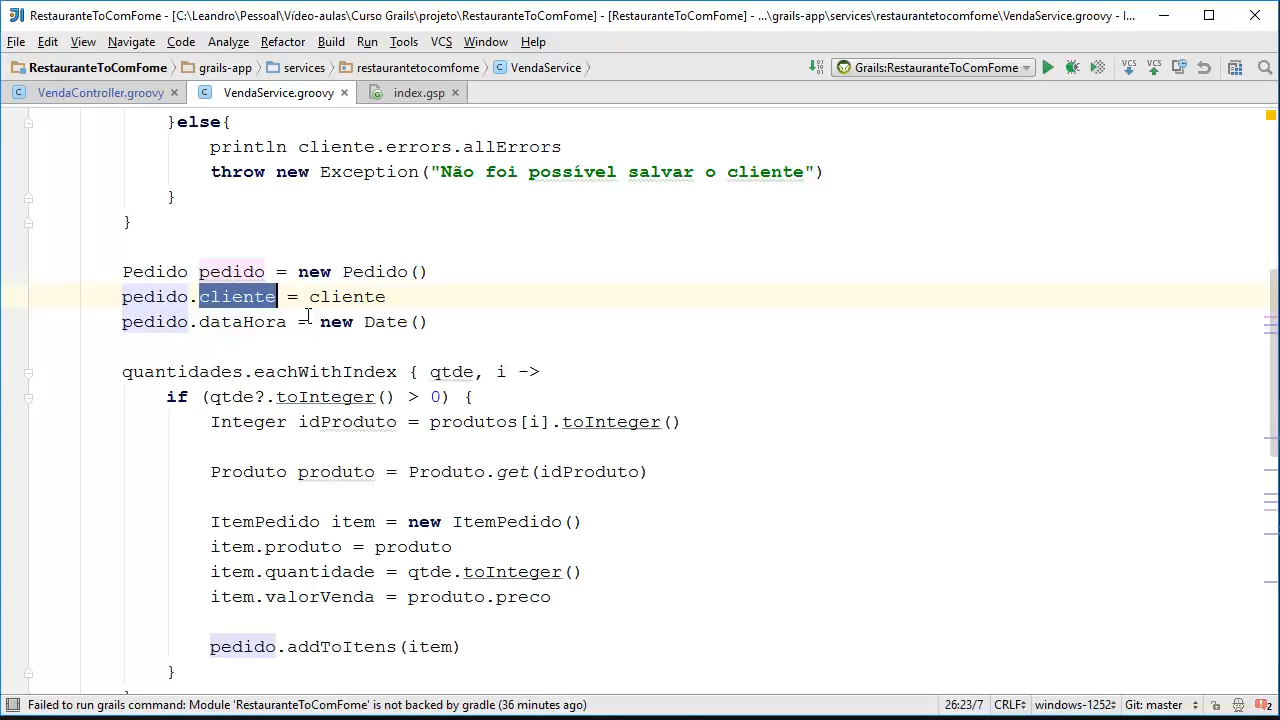 RestauranteToComFome - [C:\Leandro\Pessoal\Vídeo-aulas\Curso Grails\projeto\RestauranteToComFome] - [RestauranteToComFome] - ...\grails-app\services\restaurantetocomfome\VendaService.groovy - I...
File Edit View Navigate Code Analyze Refactor Build Run Tools VCS Window Help
RestauranteToComFome grails-app services restaurantetocomfome VendaService Grails:RestauranteToComFome VCS VCS
VendaController.groovy VendaService.groovy index.gsp
}else{
println cliente.errors.allErrors
throw new Exception("Não foi possível salvar o cliente")
}
}
Pedido pedido = new Pedido()
pedido.cliente = cliente
pedido.dataHora = new Date()
quantidades.eachWithIndex { qtde, i ->
if (qtde?.toInteger() > 0) {
Integer idProduto = produtos[i].toInteger()
Produto produto = Produto.get(idProduto)
ItemPedido item = new ItemPedido()
item.produto = produto
item.quantidade = qtde.toInteger()
item.valorVenda = produto.preco
pedido.addToItens(item)
}
Failed to run grails command: Module 'RestauranteToComFome' is not backed by gradle (36 minutes ago) 26:23/7 CRLF windows-1252 Git: master 2